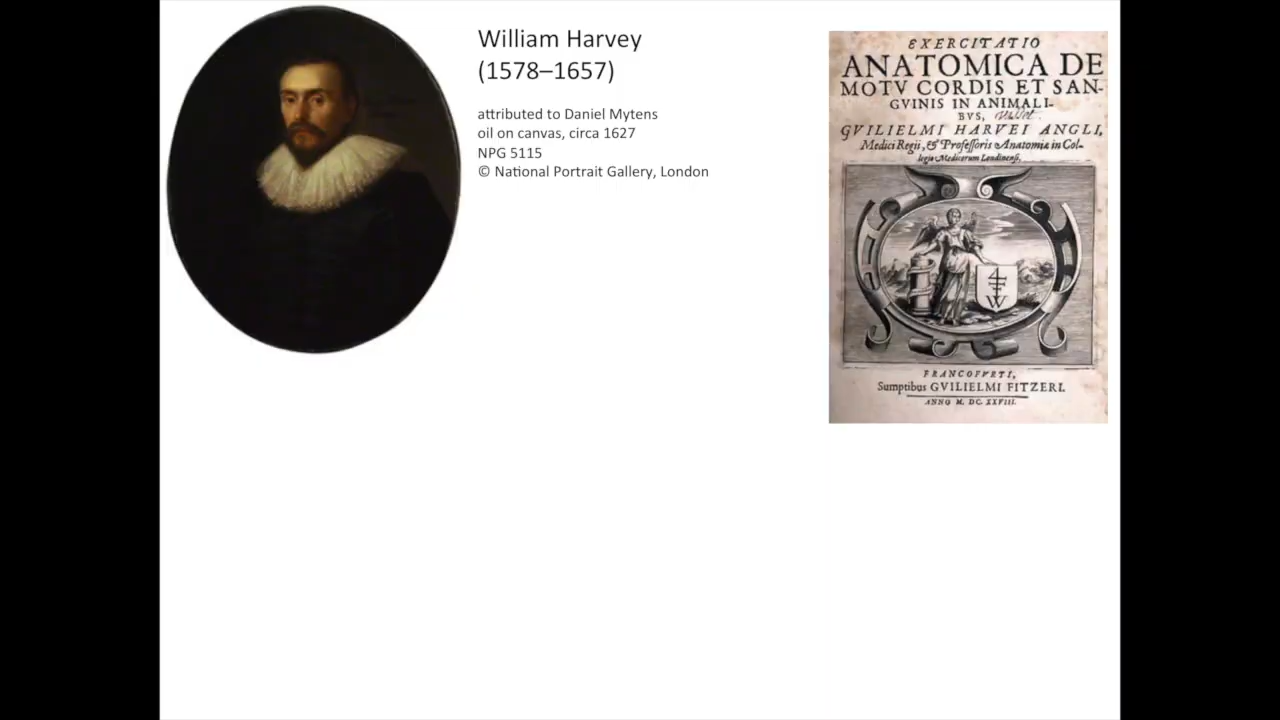 William Harvey
(1578–1657)
attributed to Daniel Mytens
oil on canvas, circa 1627
NPG 5115
© National Portrait Gallery, London
EXERCITATIO
ANATOMICA DE
MOTV CORDIS ET SAN-
GVINIS IN ANIMALI-
BVS,
GVILIELMI HARVEI ANGLI,
Medici Regii, & Professoris Anatomiæ in Col-
legio Medicorum Londinensi,
4
W
FRANCOFVRTI,
Sumptibus GVILIELMI FITZERI.
ANNO M. DC. XXVIII.